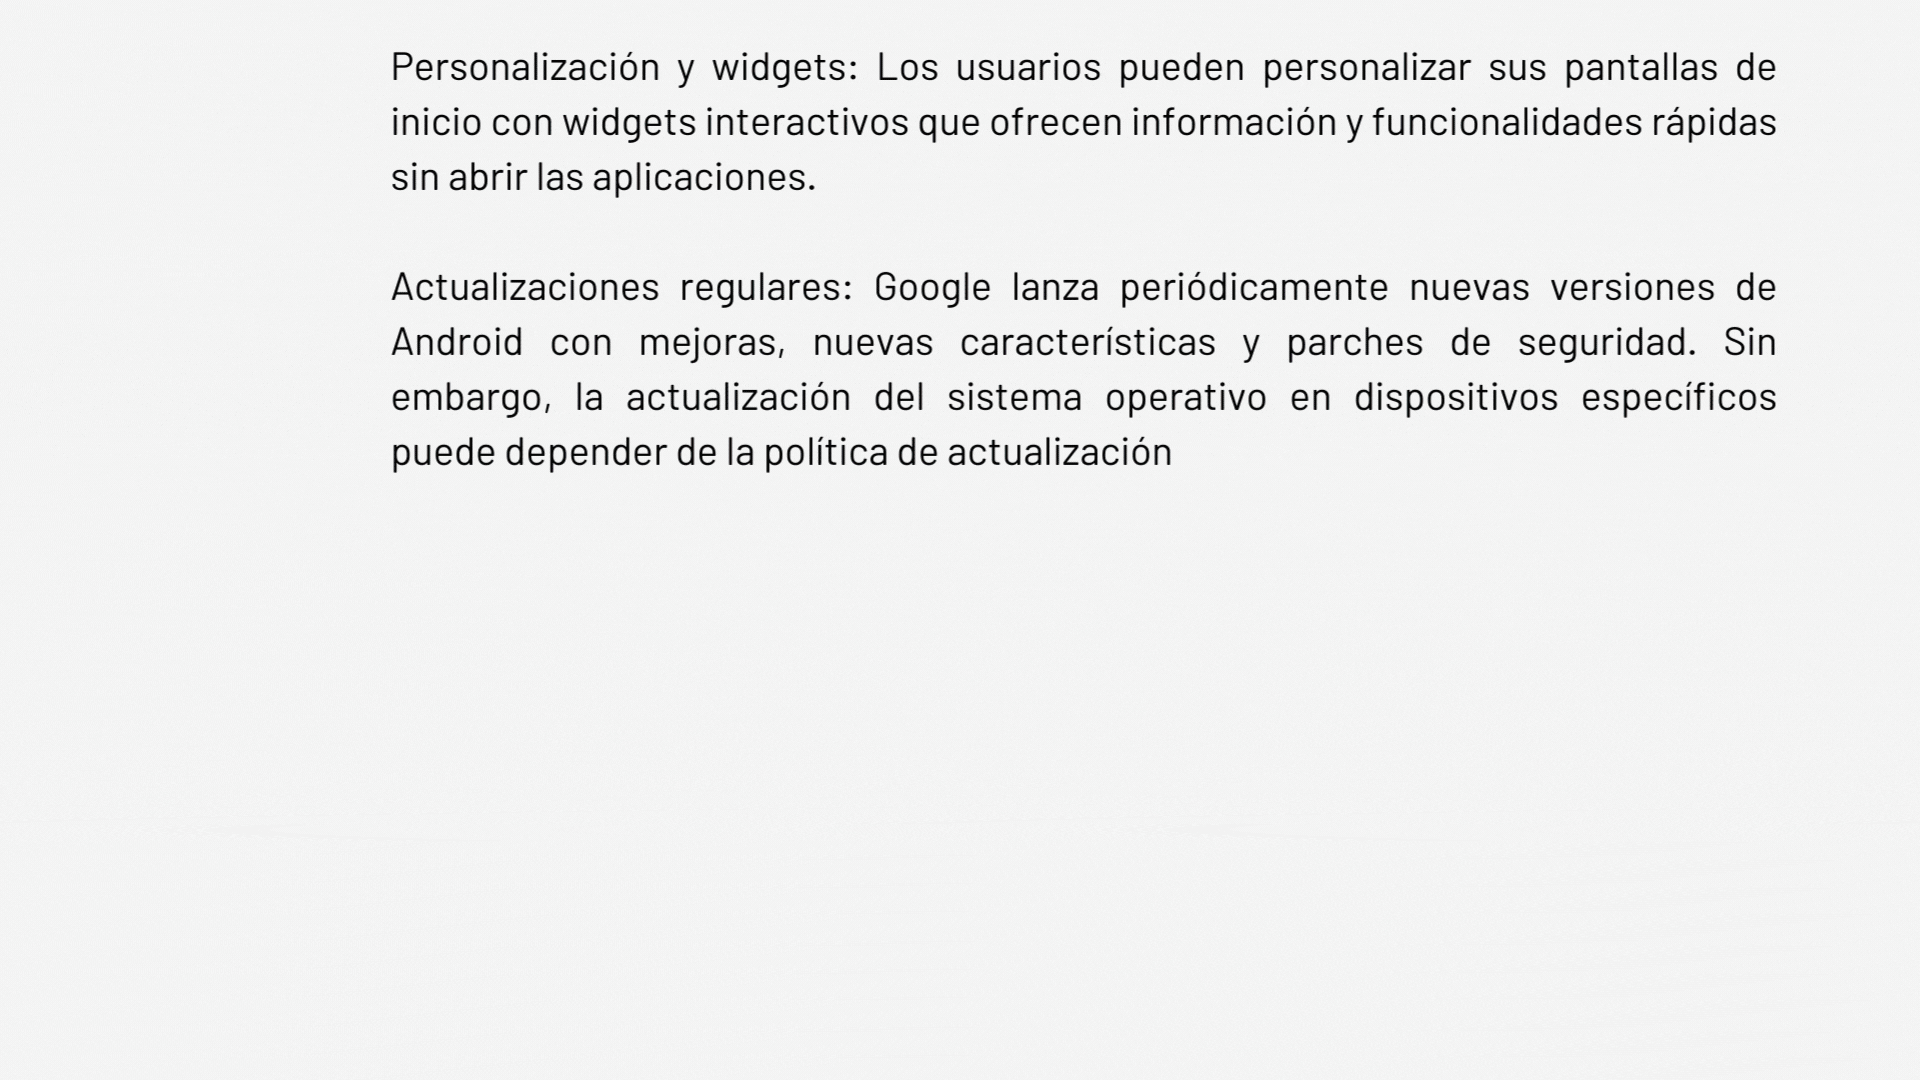 Personalización y widgets: Los usuarios pueden personalizar sus pantallas de
inicio con widgets interactivos que ofrecen información y funcionalidades rápidas
sin abrir las aplicaciones.
Actualizaciones regulares: Google lanza periódicamente nuevas versiones de
Android con mejoras, nuevas características y parches de seguridad. Sin
embargo, la actualización del sistema operativo en dispositivos específicos
puede depender de la política de actualización